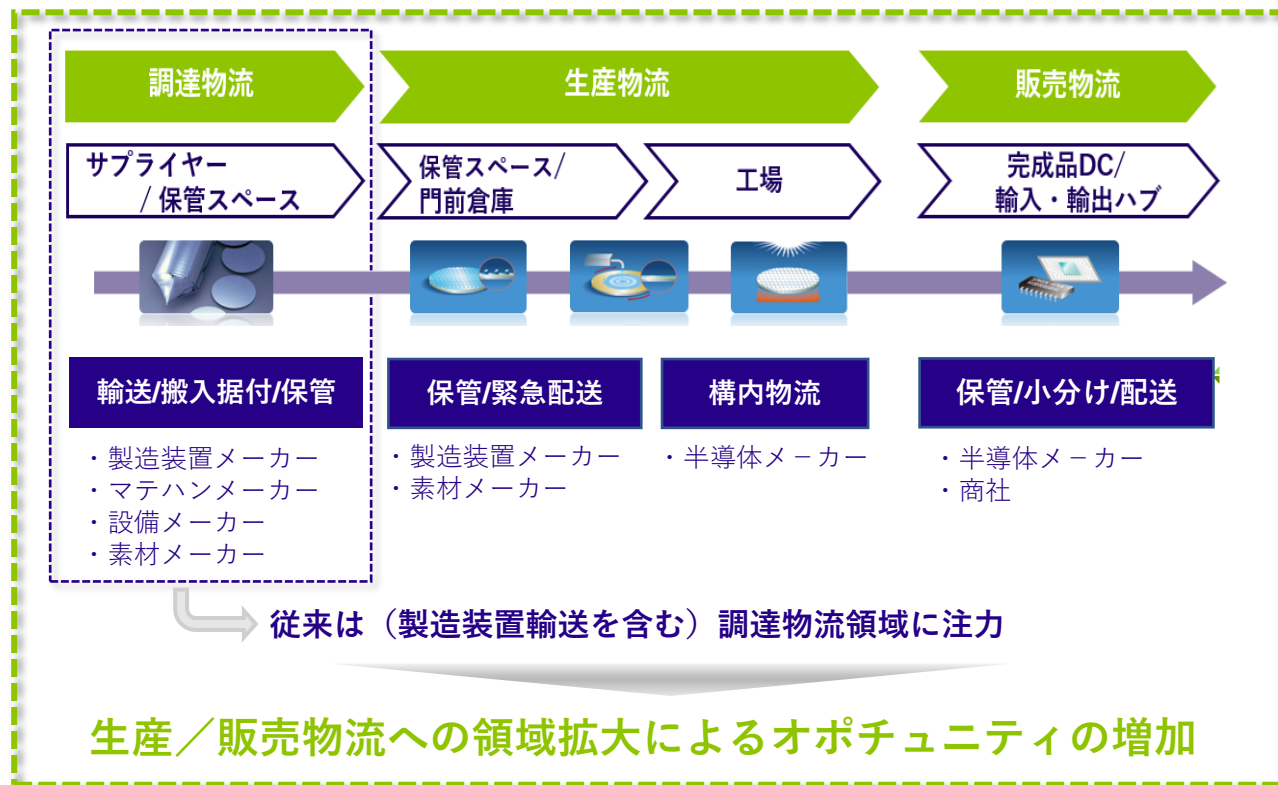 調達物流
生産物流
販売物流
サプライヤー
/ 保管スペース
保管スペース/
門前倉庫
工場
完成品DC/
輸入・輸出ハブ
輸送/搬入据付/保管
保管/緊急配送
構内物流
保管/小分け/配送
・製造装置メーカー
・マテハンメーカー
・設備メーカー
・素材メーカー
・製造装置メーカー
・素材メーカー
・半導体メ－カー
・半導体メ－カー
・商社
従来は（製造装置輸送を含む）調達物流領域に注力
生産／販売物流への領域拡大によるオポチュニティの増加